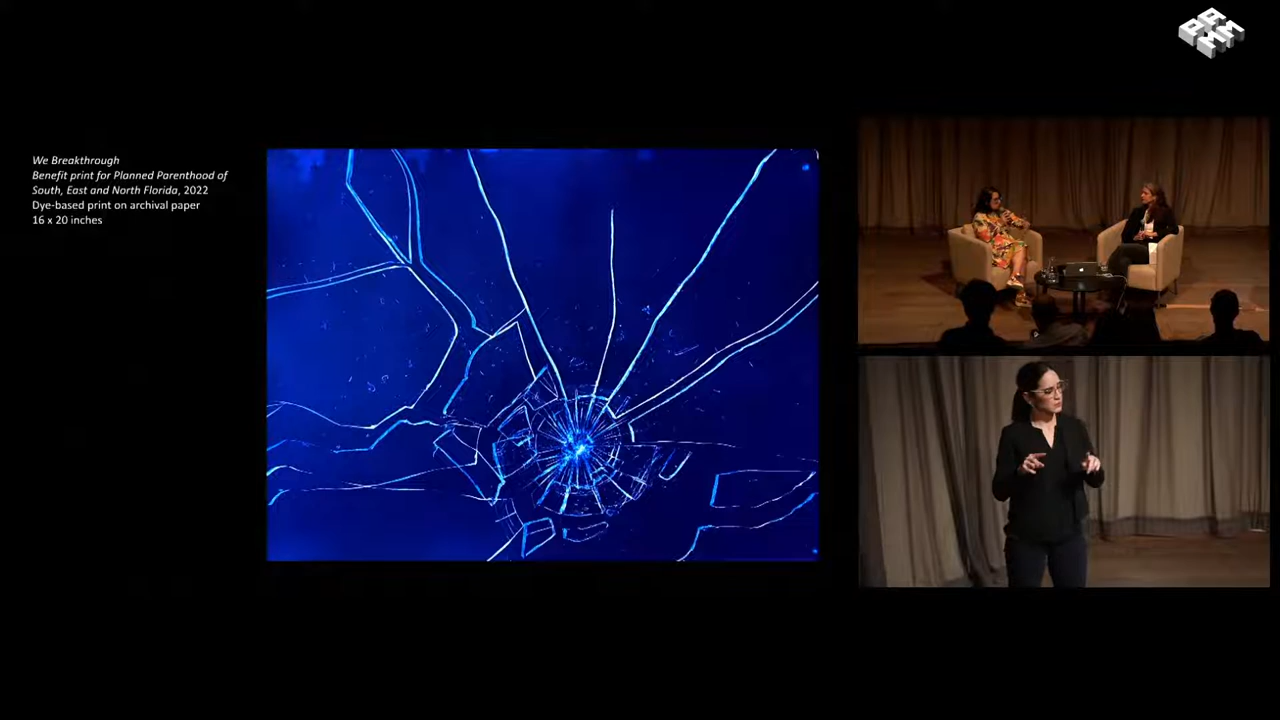 We Breakthrough
Benefit print for Planned Parenthood of
South, East and North Florida, 2022
Dye-based print on archival paper
16 x 20 inches
PAMM